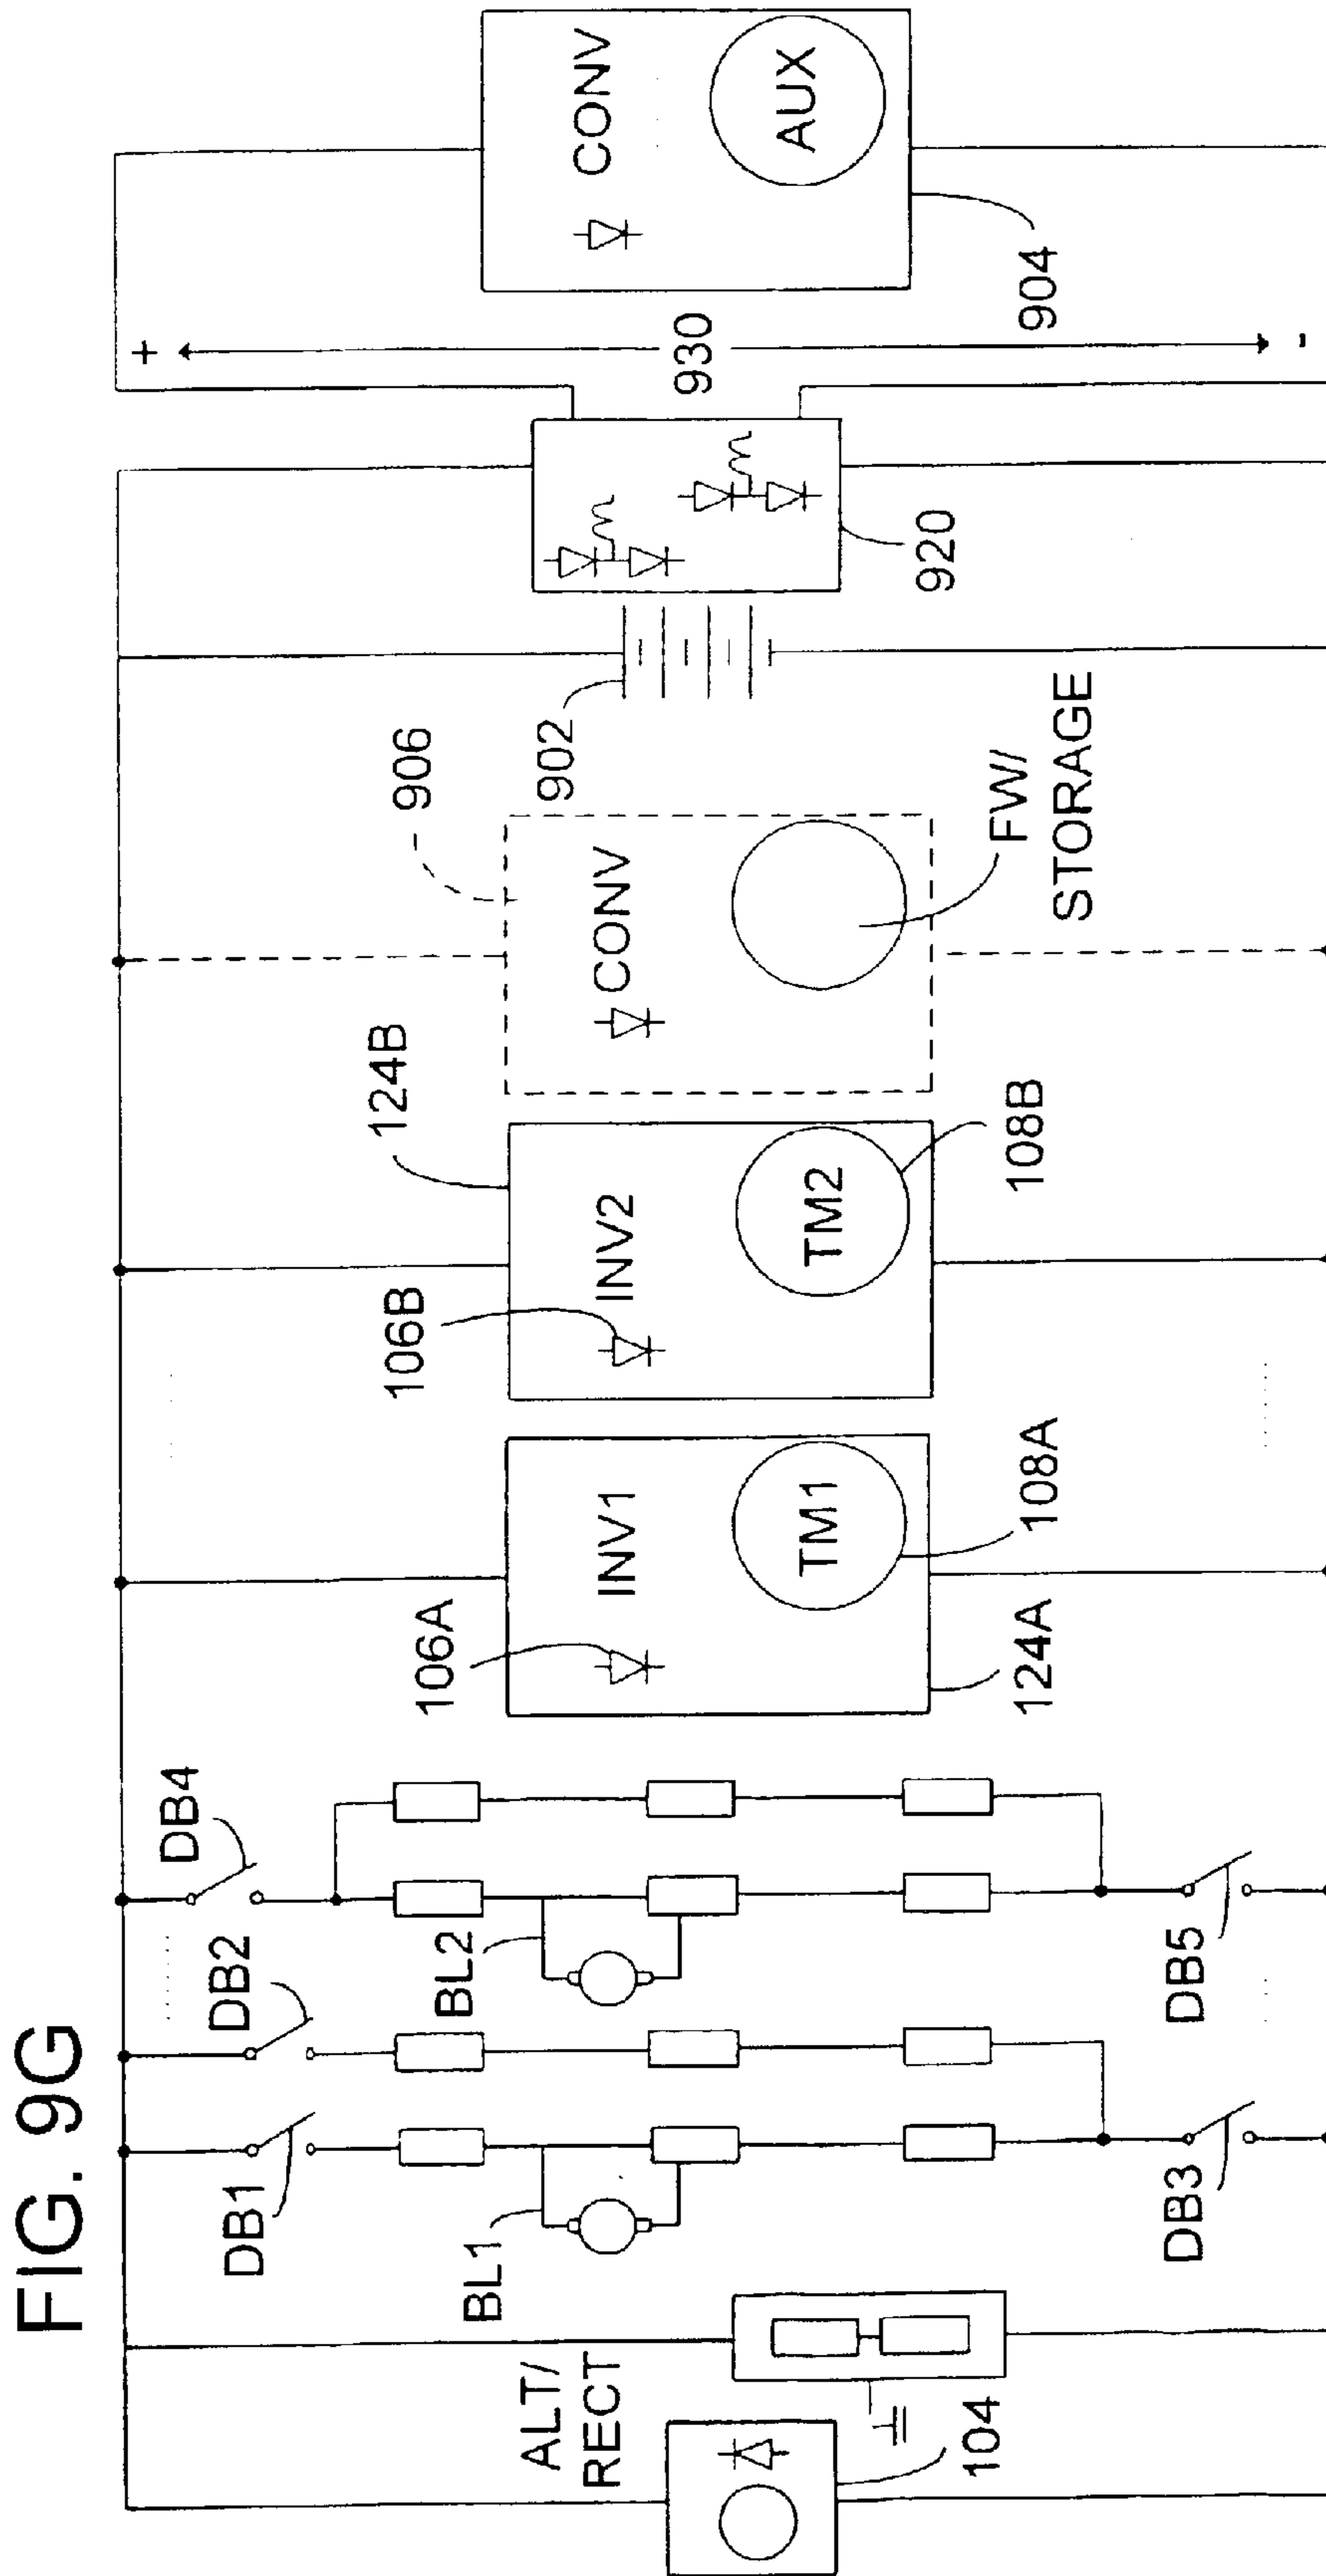 FIG. 9G
ALT/
RECT
104
BL1
DB1
DB2
DB3
BL2
DB4
DB5
106A
INV1
TM1
108A
124A
106B
INV2
TM2
124B
108B
906
CONV
FW/
STORAGE
902
920
+
930
-
CONV
AUX
904